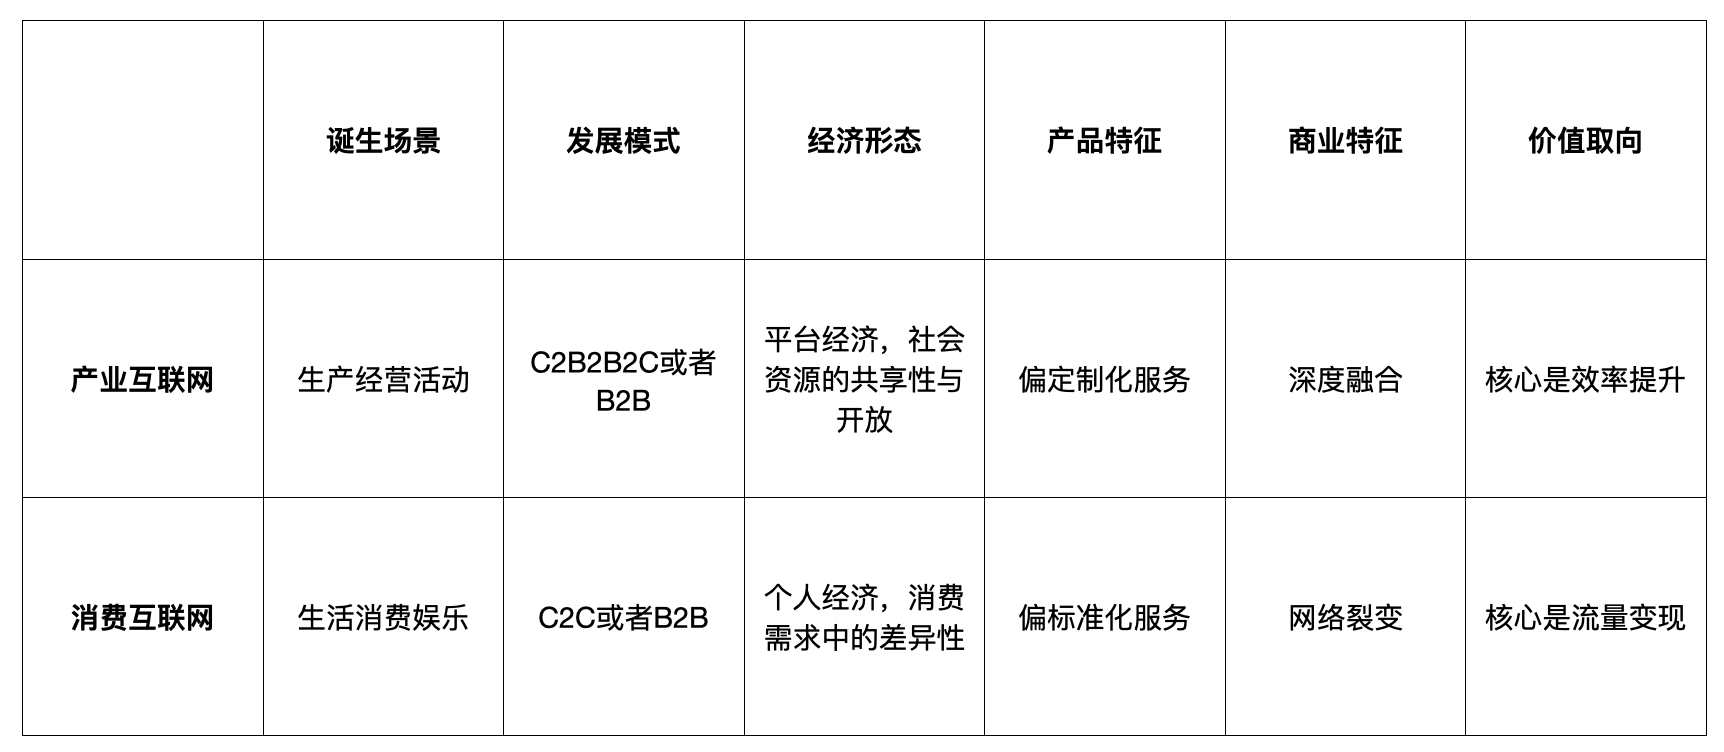 诞生场景
发展模式
经济形态
产品特征
商业特征
价值取向
产业互联网
生产经营活动
C2B2B2C或者
B2B
平台经济，社会
资源的共享性与
开放
偏定制化服务
深度融合
核心是效率提升
消费互联网
生活消费娱乐
C2C或者B2B
个人经济，消费
需求中的差异性
偏标准化服务
网络裂变
核心是流量变现